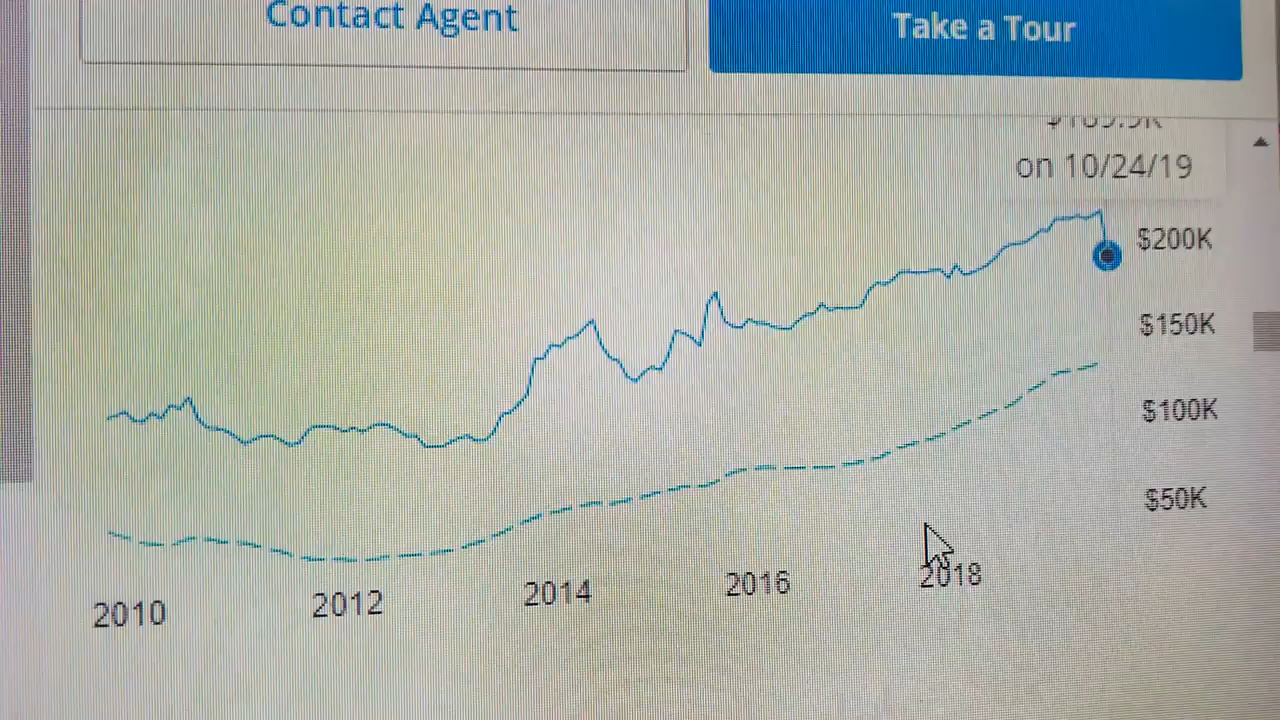 Contact Agent
Take a Tour
on 10/24/19
$200K
$150K
$100K
$50K
2010
2012
2014
2016
2018